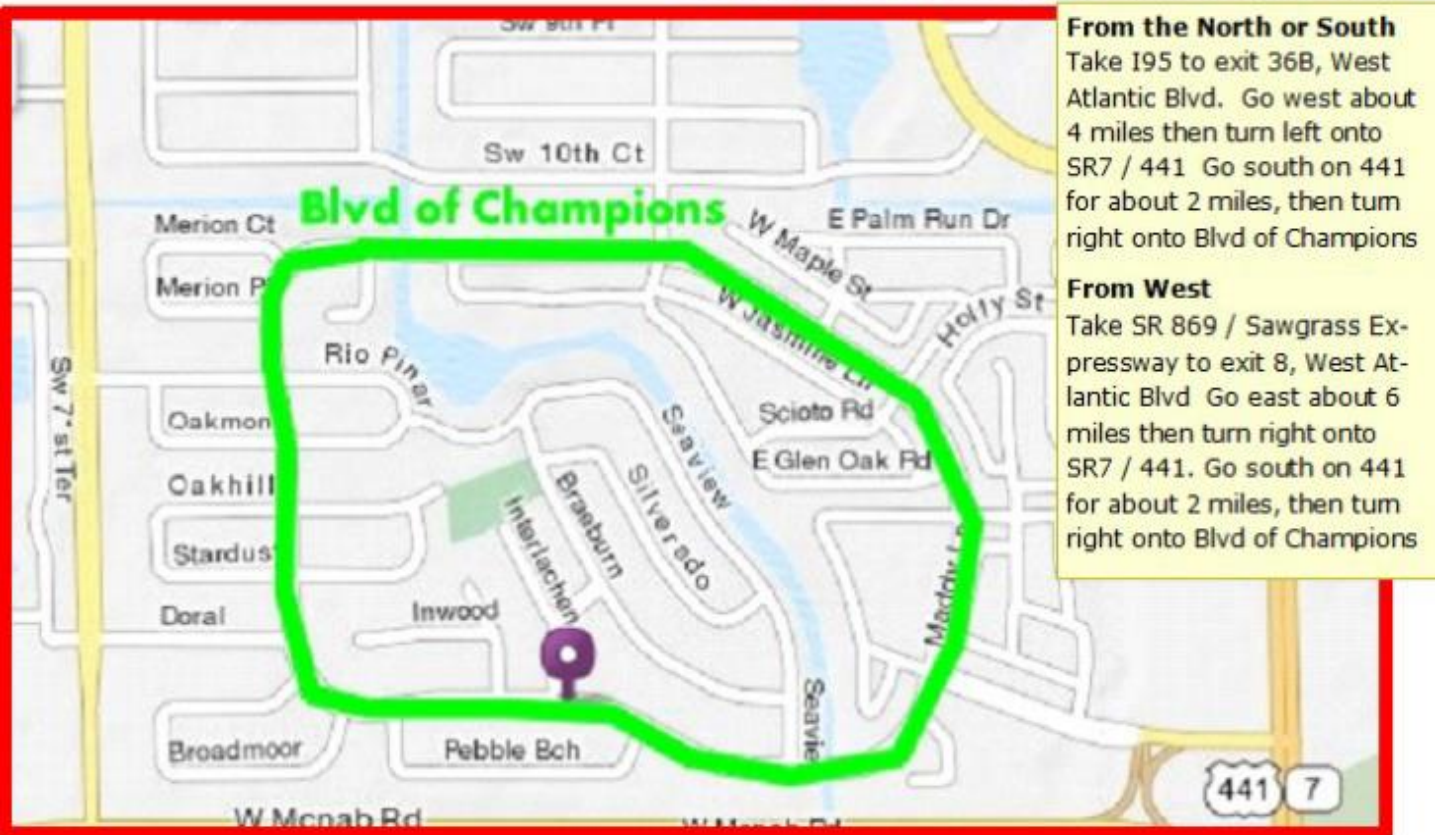 Sw 9th Pl
Sw 10th Ct
Blvd of Champions
Merion Ct
W Maple St
E Palm Run Dr
Merion P
W Jasmine Ln
Holly St
Rio Pinar
Sw 7" st Ter
Oakmon
Scioto Rd
Seaview
E Glen Oak Rd
Oakhill
Silverado
Braeburn
Interlachen
Stardus
Maddy L
Doral
Inwood
Seavie
Broadmoor
Pebble Bch
441
7
W Mcnab Rd
W Mcnab Rd
From the North or South
Take I95 to exit 36B, West
Atlantic Blvd. Go west about
4 miles then turn left onto
SR7 / 441 Go south on 441
for about 2 miles, then turn
right onto Blvd of Champions
From West
Take SR 869 / Sawgrass Ex-
pressway to exit 8, West At-
lantic Blvd Go east about 6
miles then turn right onto
SR7 / 441. Go south on 441
for about 2 miles, then turn
right onto Blvd of Champions